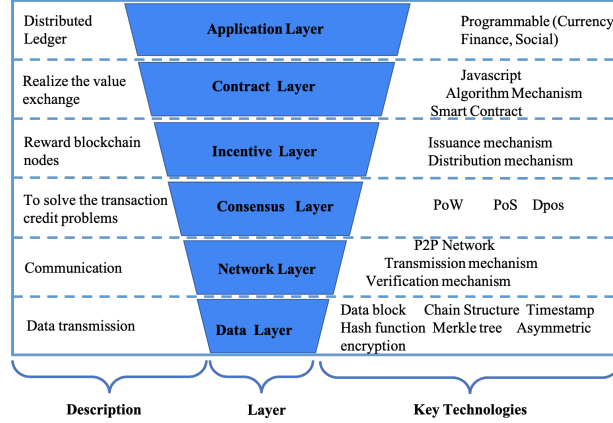 Distributed
Ledger
Application Layer
Programmable (Currency
Finance, Social)
Realize the value
exchange
Contract Layer
Javascript
Algorithm Mechanism
Smart Contract
Reward blockchain
nodes
Incentive Layer
Issuance mechanism
Distribution mechanism
To solve the transaction
credit problems
Consensus Layer
PoW PoS Dpos
Communication
Network Layer
P2P Network
Transmission mechanism
Verification mechanism
Data transmission
Data Layer
Data block Chain Structure Timestamp
Hash function Merkle tree Asymmetric
encryption
Description
Layer
Key Technologies